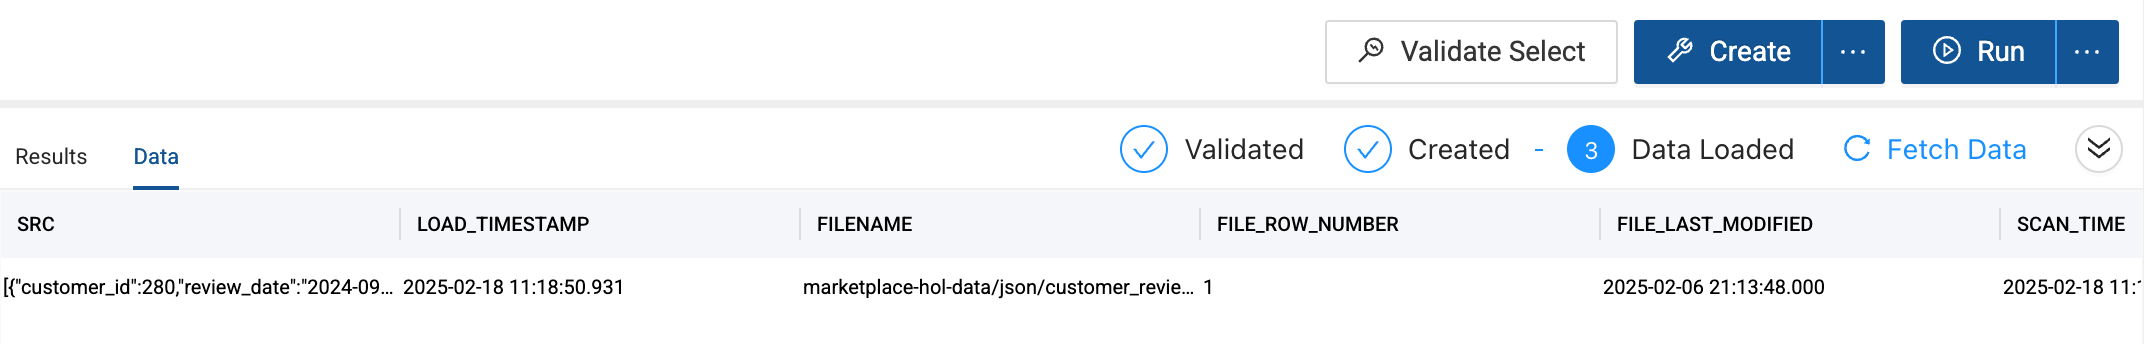 Validate Select Create ... Run ...
Results Data Validated Created - 3 Data Loaded Fetch Data
SRC LOAD_TIMESTAMP FILENAME FILE_ROW_NUMBER FILE_LAST_MODIFIED SCAN_TIME
[{"customer_id":280,"review_date":"2024-09... 2025-02-18 11:18:50.931 marketplace-hol-data/json/customer_revie... 1 2025-02-06 21:13:48.000 2025-02-18 11: